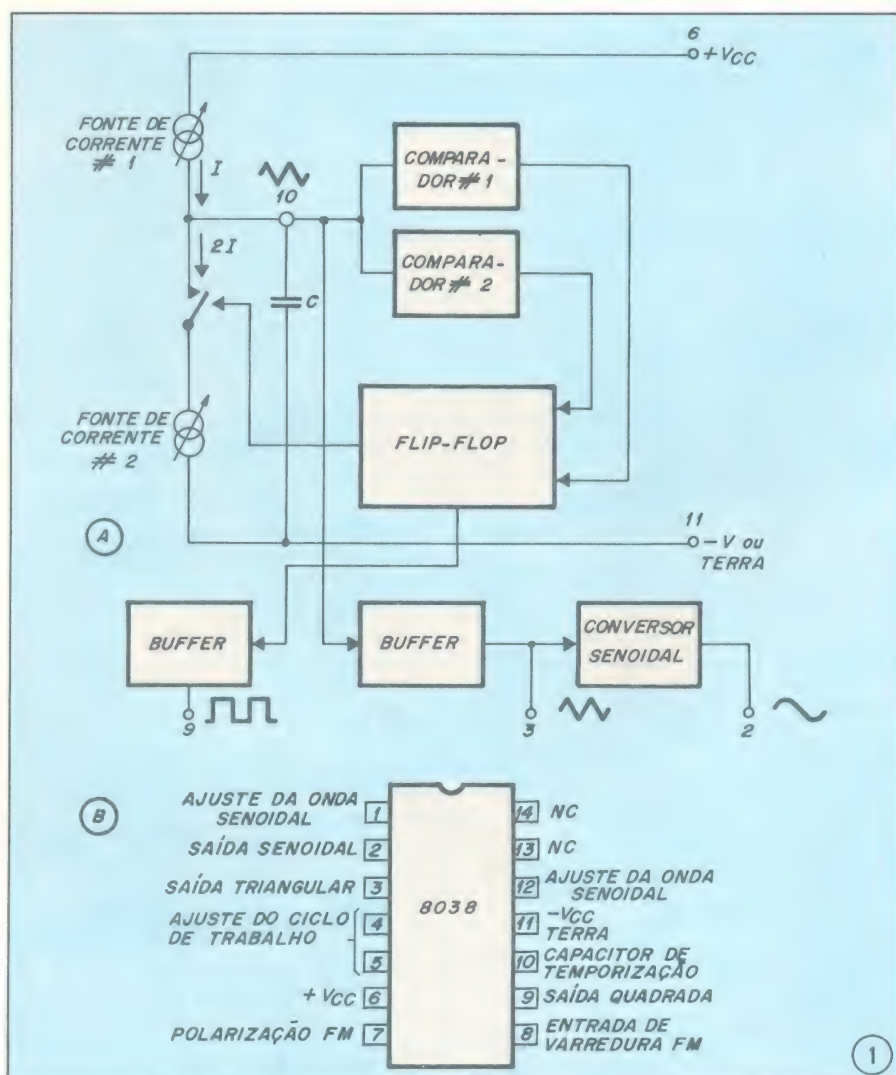 6
+VCC
FONTE DE
CORRENTE
# 1
I
10
COMPARA-
DOR # 1
2I
COMPARA-
DOR # 2
C
FONTE DE
CORRENTE
# 2
FLIP-FLOP
A
11
-V ou
TERRA
BUFFER
BUFFER
CONVERSOR
SENOIDAL
9
3
2
B
AJUSTE DA ONDA
SENOIDAL
1
SAÍDA SENOIDAL
2
SAÍDA TRIANGULAR
3
AJUSTE DO CICLO
DE TRABALHO
4
5
+VCC
6
POLARIZAÇÃO FM
7
8038
14 NC
13 NC
12 AJUSTE DA ONDA
SENOIDAL
11 -VCC
TERRA
10 CAPACITOR DE
TEMPORIZAÇÃO
9 SAÍDA QUADRADA
8 ENTRADA DE
VARREDURA FM
1